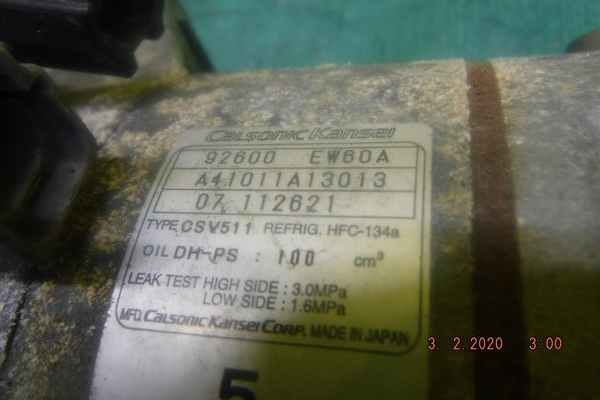 Calsonic Kansei
92600 EW60A
A41011A13013
07 112621
TYPE CSV511 REFRIG. HFC-134a
OIL DH-PS : 100 cm³
LEAK TEST HIGH SIDE : 3.0MPa
LOW SIDE : 1.6MPa
MFD. Calsonic Kansei CORP. MADE IN JAPAN
5
3. 2.2020 3:00